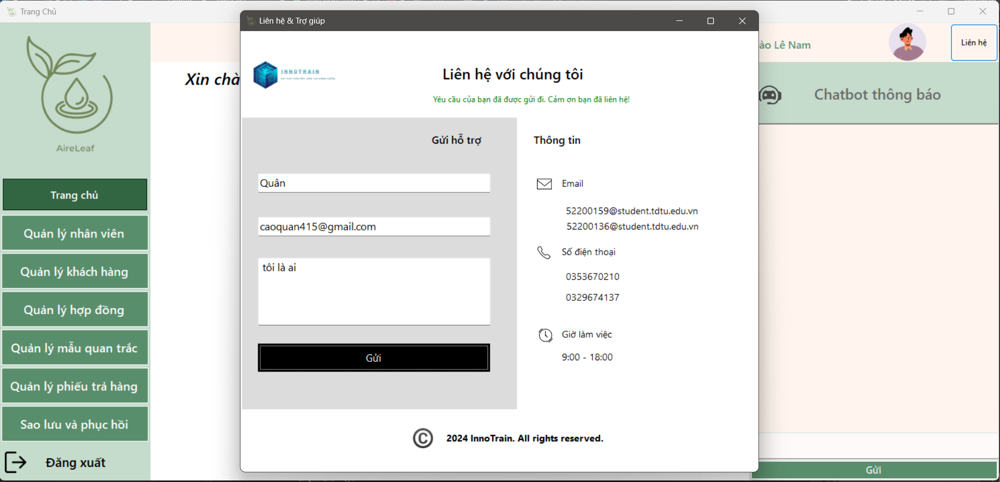 Trang Chủ
AireLeaf
Trang chủ
Quản lý nhân viên
Quản lý khách hàng
Quản lý hợp đồng
Quản lý mẫu quan trắc
Quản lý phiếu trả hàng
Sao lưu và phục hồi
Đăng xuất
Xin chà
Liên hệ & Trợ giúp
INNOTRAIN
Liên hệ với chúng tôi
Yêu cầu của bạn đã được gửi đi. Cảm ơn bạn đã liên hệ!
Gửi hỗ trợ
Quân
caoquan415@gmail.com
tôi là ai
Gửi
Thông tin
Email
52200159@student.tdtu.edu.vn
52200136@student.tdtu.edu.vn
Số điện thoại
0353670210
0329674137
Giờ làm việc
9:00 - 18:00
© 2024 InnoTrain. All rights reserved.
ào Lê Nam
Liên hệ
Chatbot thông báo
Gửi